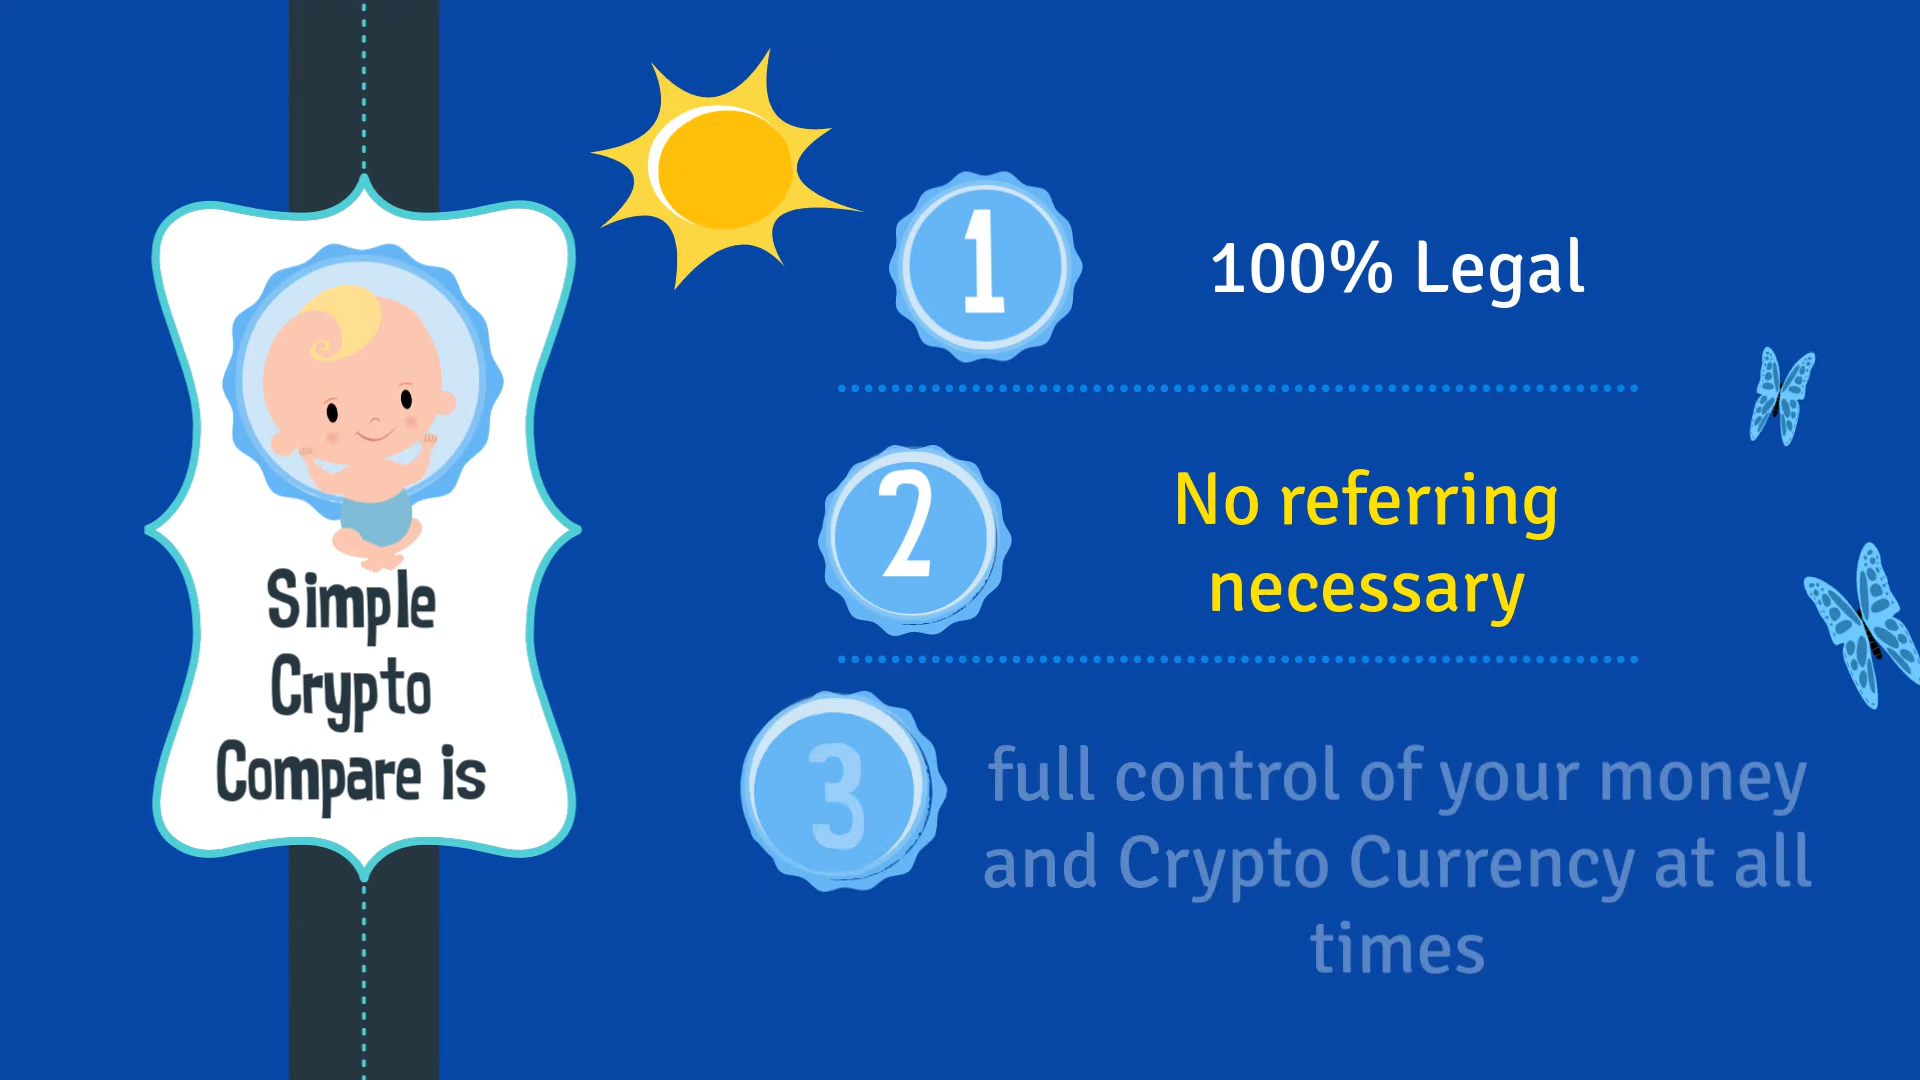 Simple
Crypto
Compare is
1
100% Legal
2
No referring
necessary
3
full control of your money
and Crypto Currency at all
times